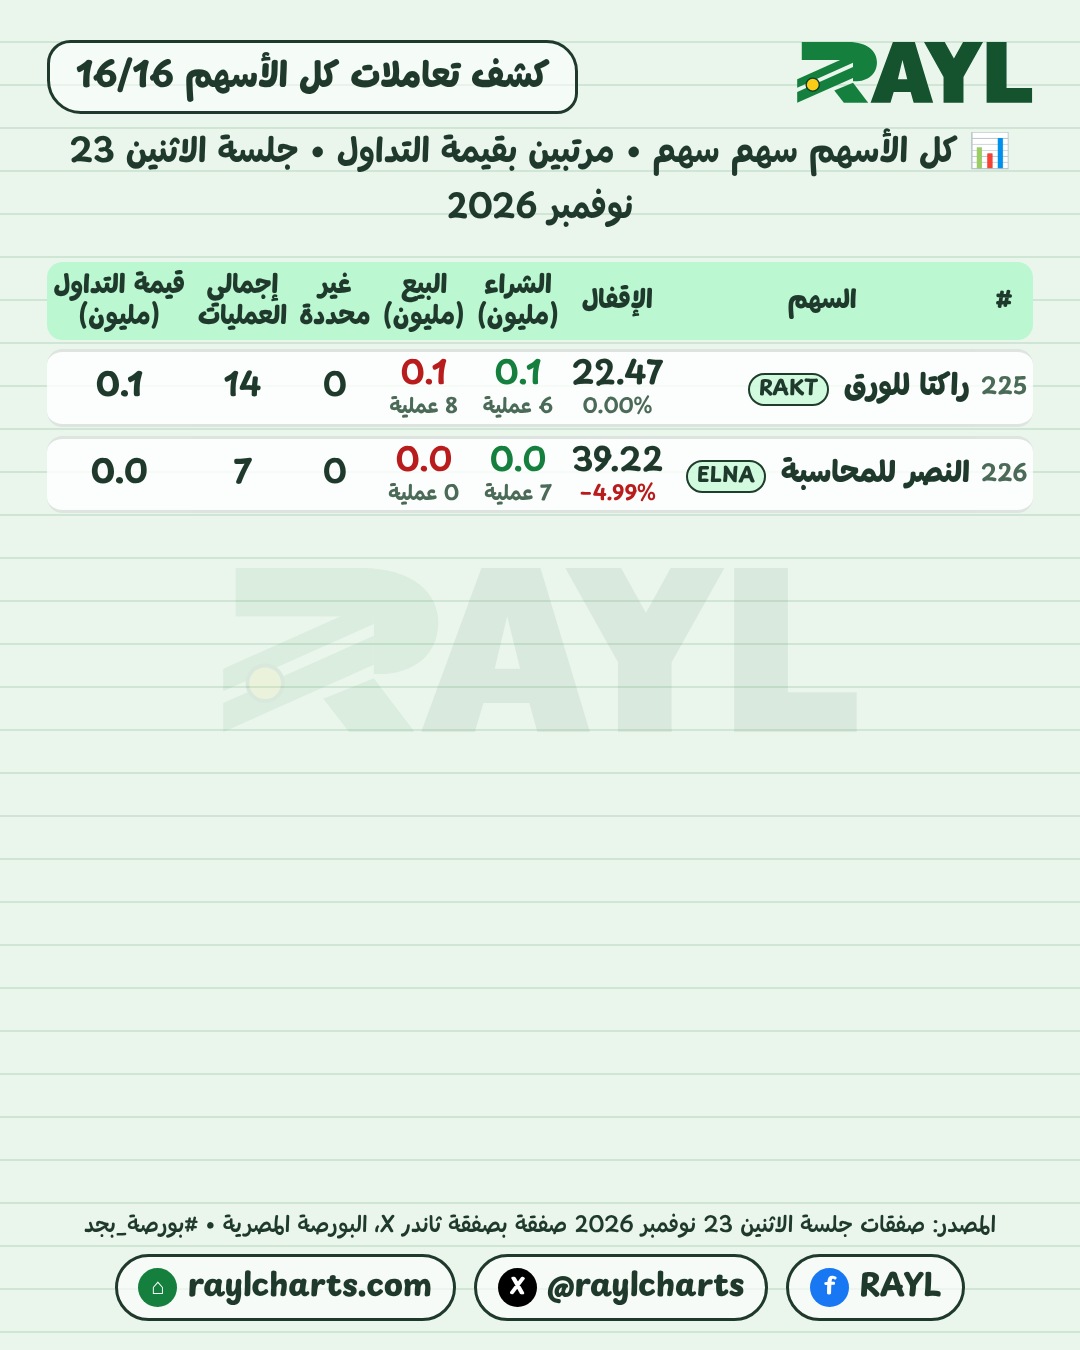 RAYL
كشف تعاملات كل الأسهم 16/16
📊 كل الأسهم سهم سهم • مرتبين بقيمة التداول • جلسة الاثنين 23
نوفمبر 2026
# السهم الإقفال الشراء (مليون) البيع (مليون) غير محددة إجمالي العمليات قيمة التداول (مليون)
225 راكتا للورق RAKT 22.47 0.1 0.1 0 14 0.1
0.00% 6 عملية 8 عملية
226 النصر للمحاسبة ELNA 39.22 0.0 0.0 0 7 0.0
−4.99% 7 عملية 0 عملية
RAYL
المصدر: صفقات جلسة الاثنين 23 نوفمبر 2026 صفقة بصفقة ثاندر X، البورصة المصرية • #بورصة_بجد
raylcharts.com @raylcharts RAYL